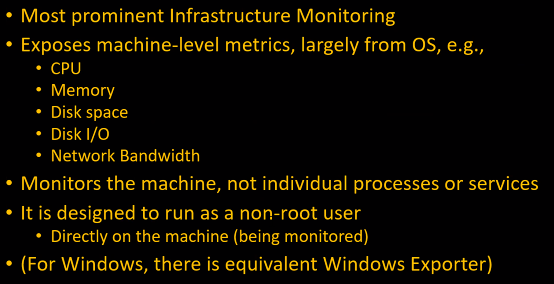 • Most prominent Infrastructure Monitoring
• Exposes machine-level metrics, largely from OS, e.g.,
• CPU
• Memory
• Disk space
• Disk I/O
• Network Bandwidth
• Monitors the machine, not individual processes or services
• It is designed to run as a non-root user
• Directly on the machine (being monitored)
• (For Windows, there is equivalent Windows Exporter)